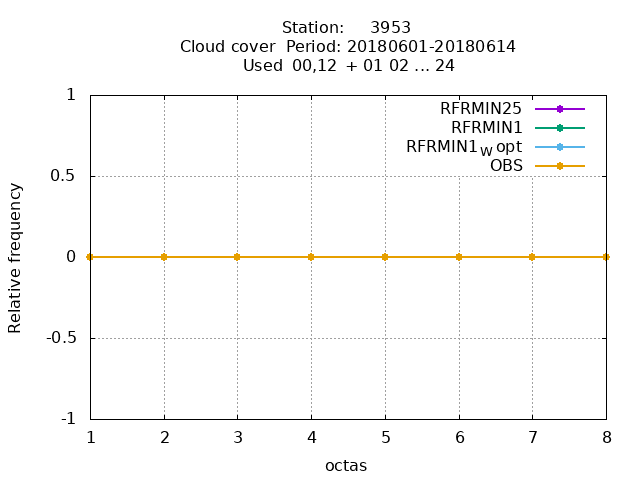 Station: 3953
Cloud cover Period: 20180601-20180614
Used 00,12 + 01 02 ... 24
RFRMIN25
RFRMIN1
RFRMIN1W opt
OBS
Relative frequency
1
0.5
0
-0.5
-1
1 2 3 4 5 6 7 8
octas